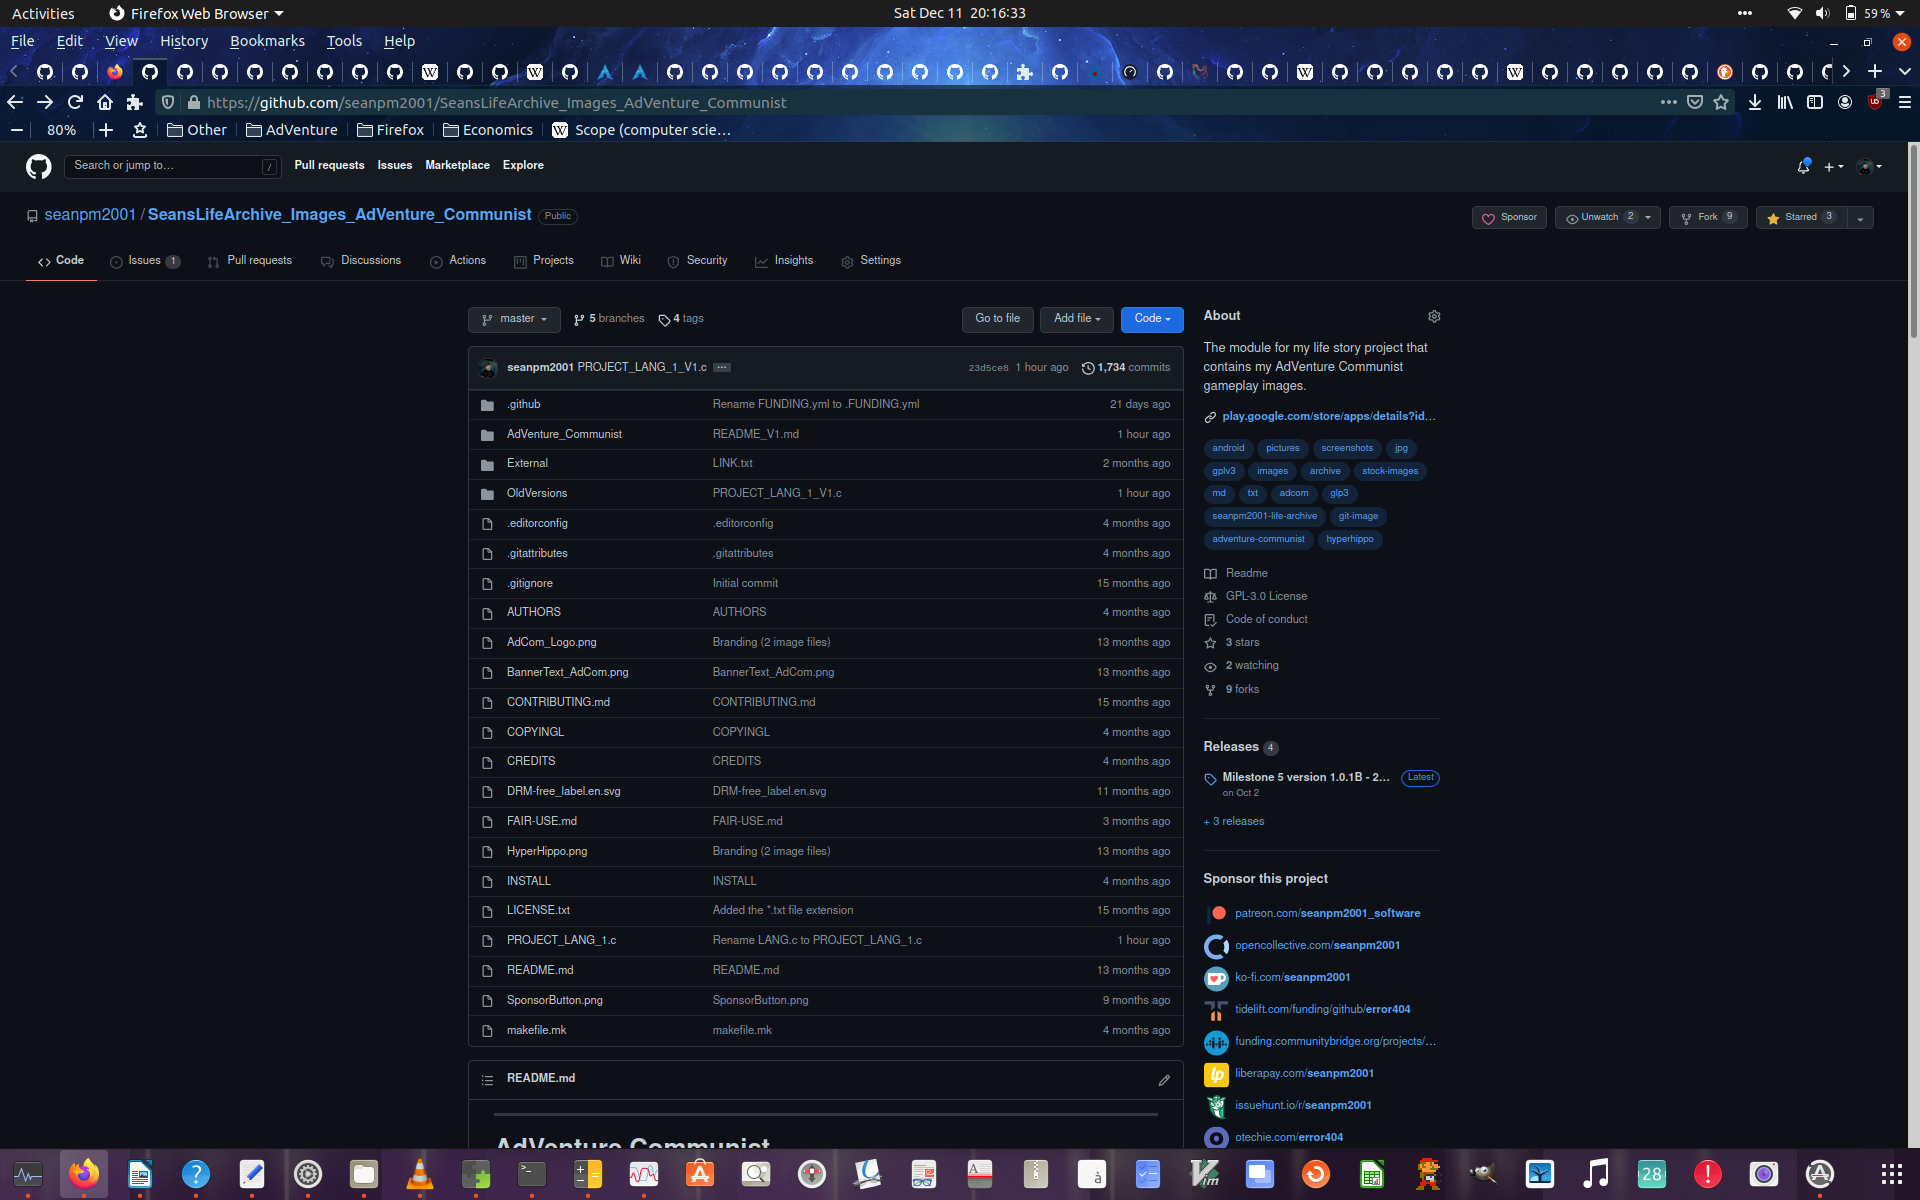 Activities Firefox Web Browser Sat Dec 11 20:16:33 59 %
File Edit View History Bookmarks Tools Help
https://github.com/seanpm2001/SeansLifeArchive_Images_AdVenture_Communist 3
80% Other AdVenture Firefox Economics Scope (computer scie…
Search or jump to… / Pull requests Issues Marketplace Explore
seanpm2001 / SeansLifeArchive_Images_AdVenture_Communist Public Sponsor Unwatch 2 Fork 9 Starred 3
Code Issues 1 Pull requests Discussions Actions Projects Wiki Security Insights Settings
master 5 branches 4 tags Go to file Add file Code
seanpm2001 PROJECT_LANG_1_V1.c ... 23d5ce8 1 hour ago 1,734 commits
.github Rename FUNDING.yml to .FUNDING.yml 21 days ago
AdVenture_Communist README_V1.md 1 hour ago
External LINK.txt 2 months ago
OldVersions PROJECT_LANG_1_V1.c 1 hour ago
.editorconfig .editorconfig 4 months ago
.gitattributes .gitattributes 4 months ago
.gitignore Initial commit 15 months ago
AUTHORS AUTHORS 4 months ago
AdCom_Logo.png Branding (2 image files) 13 months ago
BannerText_AdCom.png BannerText_AdCom.png 13 months ago
CONTRIBUTING.md CONTRIBUTING.md 15 months ago
COPYINGL COPYINGL 4 months ago
CREDITS CREDITS 4 months ago
DRM-free_label.en.svg DRM-free_label.en.svg 11 months ago
FAIR-USE.md FAIR-USE.md 3 months ago
HyperHippo.png Branding (2 image files) 13 months ago
INSTALL INSTALL 4 months ago
LICENSE.txt Added the *.txt file extension 15 months ago
PROJECT_LANG_1.c Rename LANG.c to PROJECT_LANG_1.c 1 hour ago
README.md README.md 13 months ago
SponsorButton.png SponsorButton.png 9 months ago
makefile.mk makefile.mk 4 months ago
README.md
AdVenture Communist
About
The module for my life story project that
contains my AdVenture Communist
gameplay images.
play.google.com/store/apps/details?id…
android pictures screenshots jpg
gplv3 images archive stock-images
md txt adcom glp3
seanpm2001-life-archive git-image
adventure-communist hyperhippo
Readme
GPL-3.0 License
Code of conduct
3 stars
2 watching
9 forks
Releases 4
Milestone 5 version 1.0.1B - 2… Latest
on Oct 2
+ 3 releases
Sponsor this project
patreon.com/seanpm2001_software
opencollective.com/seanpm2001
ko-fi.com/seanpm2001
tidelift.com/funding/github/error404
funding.communitybridge.org/projects/…
liberapay.com/seanpm2001
issuehunt.io/r/seanpm2001
otechie.com/error404
28